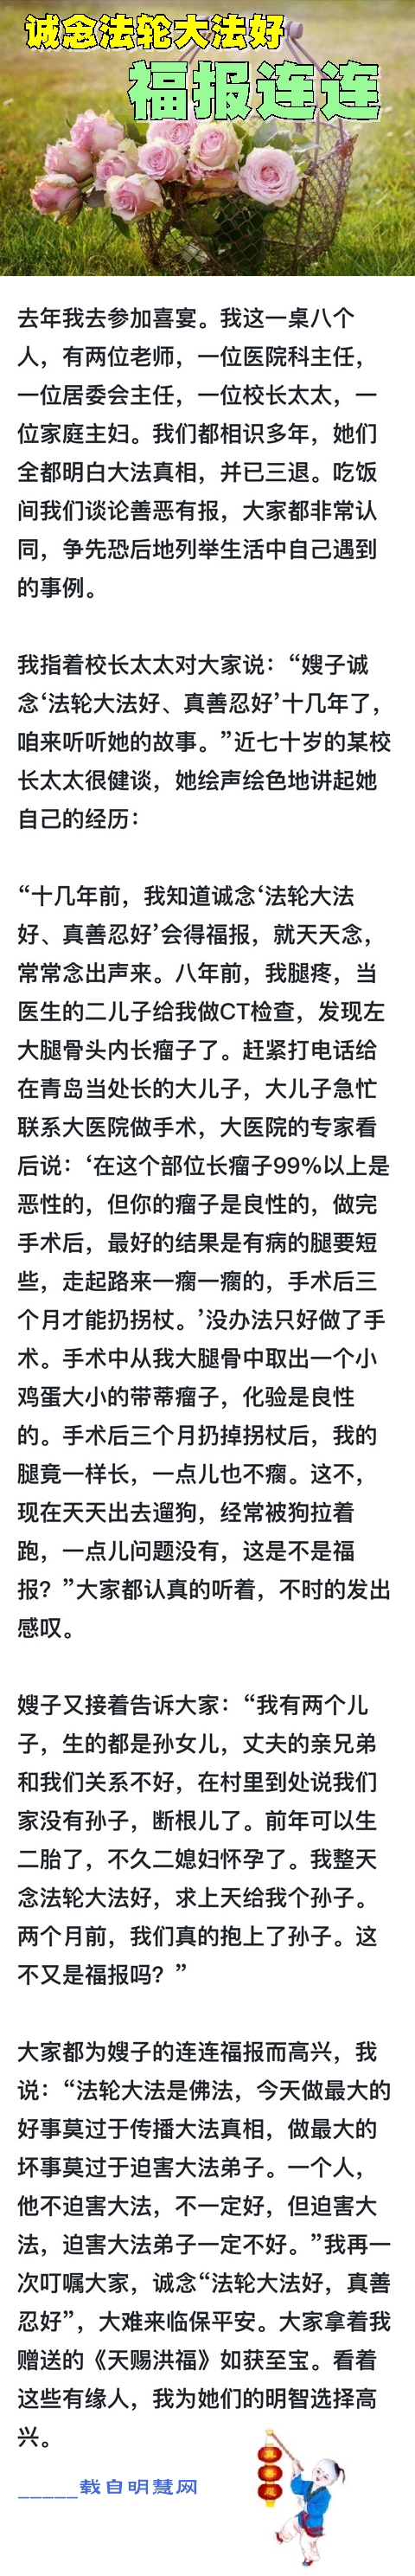 诚念法轮大法好
福报连连
去年我去参加喜宴。我这一桌八个
人，有两位老师，一位医院科主任，
一位居委会主任，一位校长太太，一
位家庭主妇。我们都相识多年，她们
全都明白大法真相，并已三退。吃饭
间我们谈论善恶有报，大家都非常认
同，争先恐后地列举生活中自己遇到
的事例。
我指着校长太太对大家说：“嫂子诚
念‘法轮大法好、真善忍好’十几年了，
咱来听听她的故事。”近七十岁的某校
长太太很健谈，她绘声绘色地讲起她
自己的经历：
“十几年前，我知道诚念‘法轮大法
好、真善忍好’会得福报，就天天念，
常常念出声来。八年前，我腿疼，当
医生的二儿子给我做CT检查，发现左
大腿骨头内长瘤子了。赶紧打电话给
在青岛当处长的大儿子，大儿子急忙
联系大医院做手术，大医院的专家看
后说：‘在这个部位长瘤子99%以上是
恶性的，但你的瘤子是良性的，做完
手术后，最好的结果是有病的腿要短
些，走起路来一瘸一瘸的，手术后三
个月才能扔拐杖。’没办法只好做了手
术。手术中从我大腿骨中取出一个小
鸡蛋大小的带蒂瘤子，化验是良性
的。手术后三个月扔掉拐杖后，我的
腿竟一样长，一点儿也不瘸。这不，
现在天天出去遛狗，经常被狗拉着
跑，一点儿问题没有，这是不是福
报？”大家都认真的听着，不时的发出
感叹。
嫂子又接着告诉大家：“我有两个儿
子，生的都是孙女儿，丈夫的亲兄弟
和我们关系不好，在村里到处说我们
家没有孙子，断根儿了。前年可以生
二胎了，不久二媳妇怀孕了。我整天
念法轮大法好，求上天给我个孙子。
两个月前，我们真的抱上了孙子。这
不又是福报吗？”
大家都为嫂子的连连福报而高兴，我
说：“法轮大法是佛法，今天做最大的
好事莫过于传播大法真相，做最大的
坏事莫过于迫害大法弟子。一个人，
他不迫害大法，不一定好，但迫害大
法，迫害大法弟子一定不好。”我再一
次叮嘱大家，诚念“法轮大法好，真善
忍好”，大难来临保平安。大家拿着我
赠送的《天赐洪福》如获至宝。看着
这些有缘人，我为她们的明智选择高
兴。
_____载自明慧网
真
善
忍